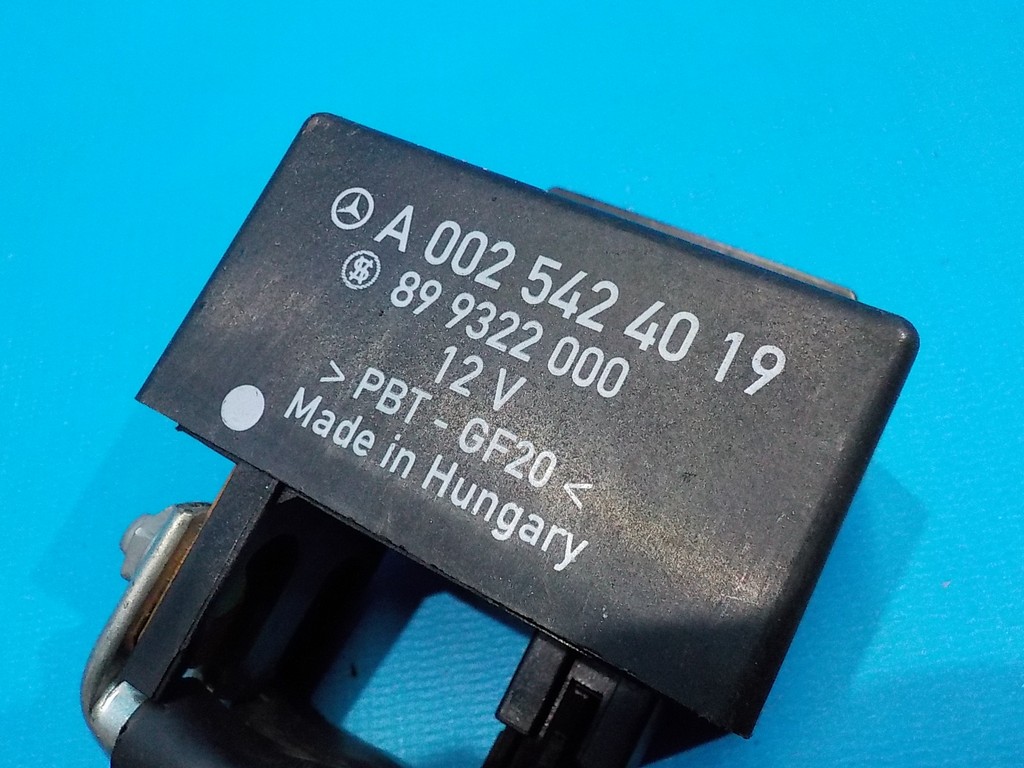 A 002 542 40 19
89 9322 000
12 V
> PBT - GF20 <
Made in Hungary